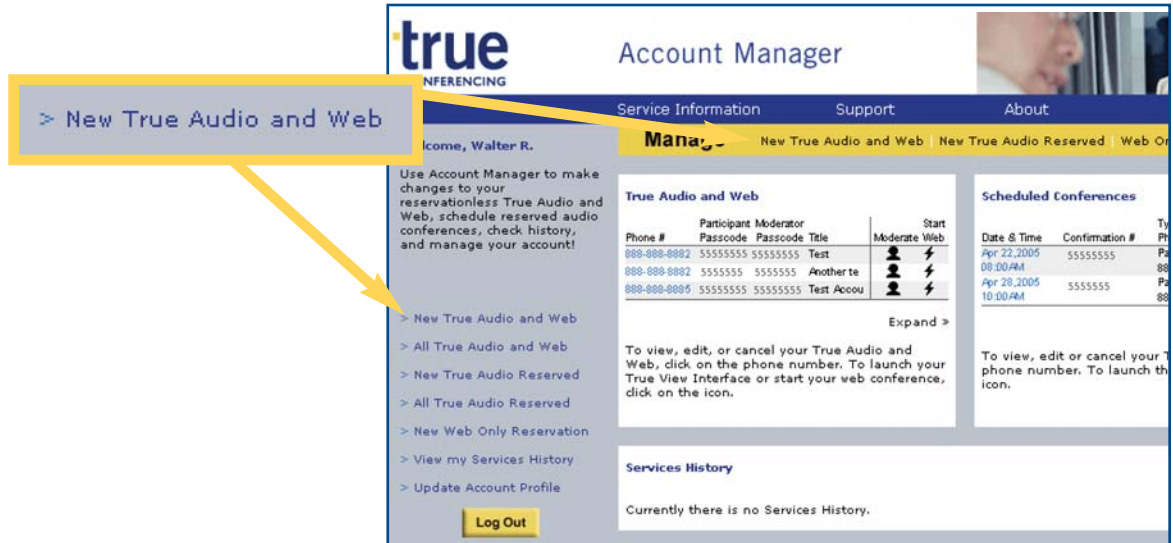 > New True Audio and Web
true
Account Manager
Service Information Support About
Welcome, Walter R.
Use Account Manager to make
changes to your
reservationless True Audio and
Web, schedule reserved audio
conferences, check history,
and manage your account!
> New True Audio and Web
> All True Audio and Web
> New True Audio Reserved
> All True Audio Reserved
> New Web Only Reservation
> View my Services History
> Update Account Profile
Log Out
New True Audio and Web | New True Audio Reserved | Web
True Audio and Web
Participant Moderator Start
Phone # Passcode Passcode Title Moderate Web
888-888-8882 55555555 55555555 Test
888-888-8882 5555555 5555555 Another te
888-888-8885 55555555 55555555 Test Accou
Expand »
To view, edit, or cancel your True Audio and
Web, click on the phone number. To launch your
True View Interface or start your web conference,
click on the icon.
Scheduled Conferences
Date & Time Confirmation #
Apr 22,2005 55555555
08:00AM
Apr 28,2005 5555555
10:00AM
To view, edit or cancel your
phone number. To launch
icon.
Services History
Currently there is no Services History.